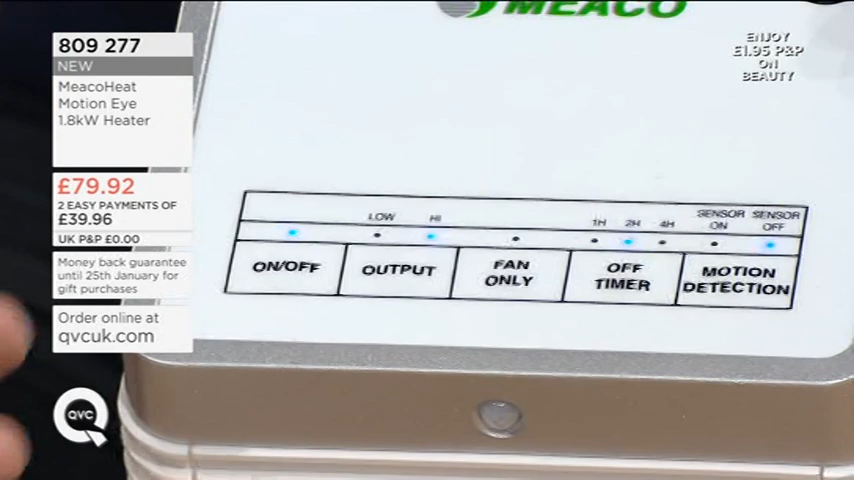 MEACO
809 277
NEW
MeacoHeat
Motion Eye
1.8kW Heater
£79.92
2 EASY PAYMENTS OF
£39.96
UK P&P £0.00
Money back guarantee
until 25th January for
gift purchases
Order online at
qvcuk.com
QVC
ENJOY
£1.95 P&P
ON
BEAUTY
LOW HI 1H 2H 4H SENSOR ON SENSOR OFF
ON/OFF
OUTPUT
FAN
ONLY
OFF
TIMER
MOTION
DETECTION